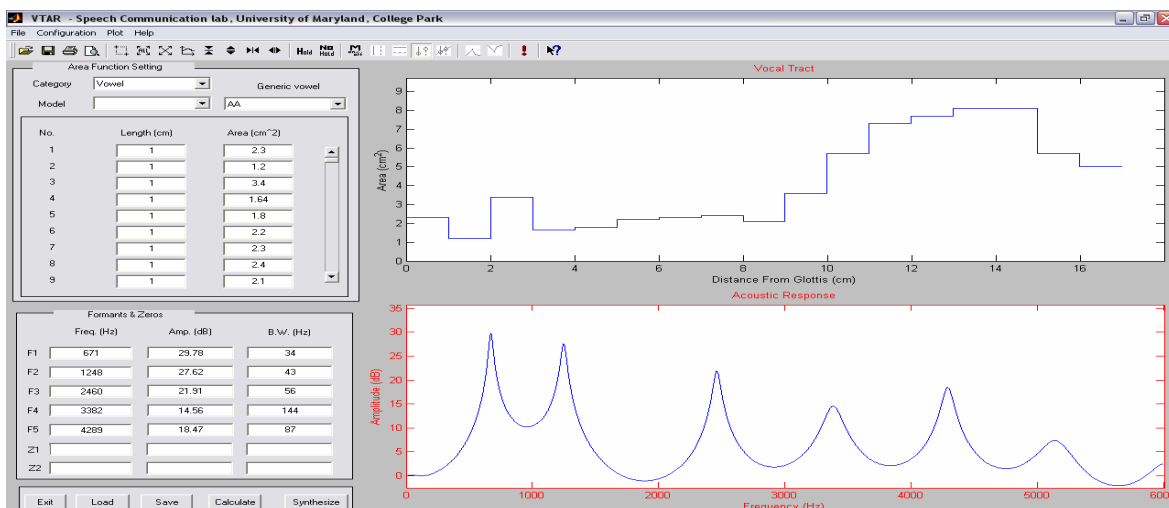 VTAR - Speech Communication lab, University of Maryland, College Park
File Configuration Plot Help
Hold No Hold
Area Function Setting
Category Vowel Generic vowel
Model AA
No. Length (cm) Area (cm^2)
1 1 2.3
2 1 1.2
3 1 3.4
4 1 1.64
5 1 1.8
6 1 2.2
7 1 2.3
8 1 2.4
9 1 2.1
Formants & Zeros
Freq. (Hz) Amp. (dB) B.W. (Hz)
F1 671 29.78 34
F2 1248 27.62 43
F3 2460 21.91 56
F4 3382 14.56 144
F5 4289 18.47 87
Z1
Z2
Exit Load Save Calculate Synthesize
Vocal Tract
Area (cm²)
9
8
7
6
5
4
3
2
1
0
0 2 4 6 8 10 12 14 16
Distance From Glottis (cm)
Acoustic Response
Amplitude (dB)
35
30
25
20
15
10
5
0
0 1000 2000 3000 4000 5000 600
Frequency (Hz)